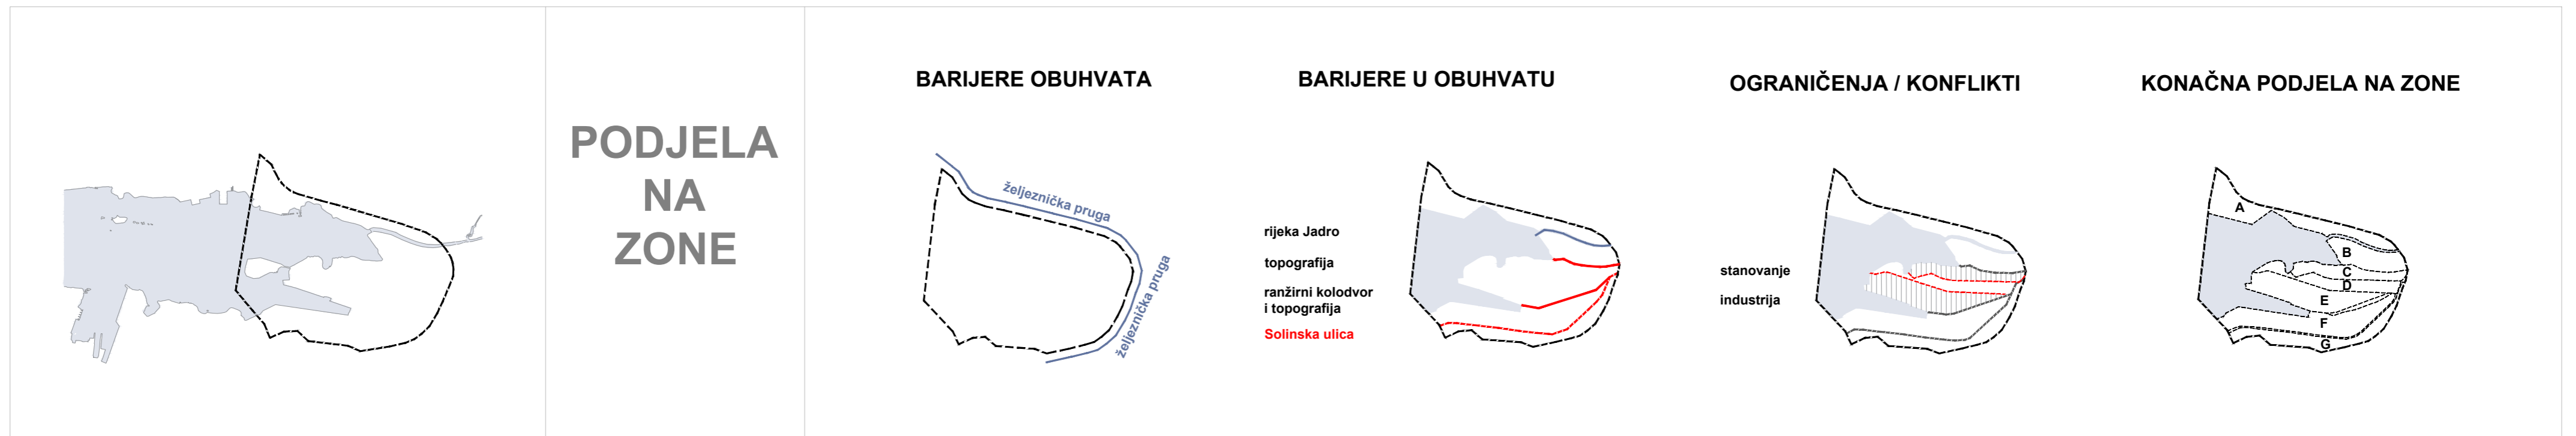 PODJELA
NA
ZONE
BARIJERE OBUHVATA
željeznička pruga
željeznička pruga
BARIJERE U OBUHVATU
rijeka Jadro
topografija
ranžirni kolodvor
i topografija
Solinska ulica
OGRANIČENJA / KONFLIKTI
stanovanje
industrija
KONAČNA PODJELA NA ZONE
A
B
C
D
E
F
G